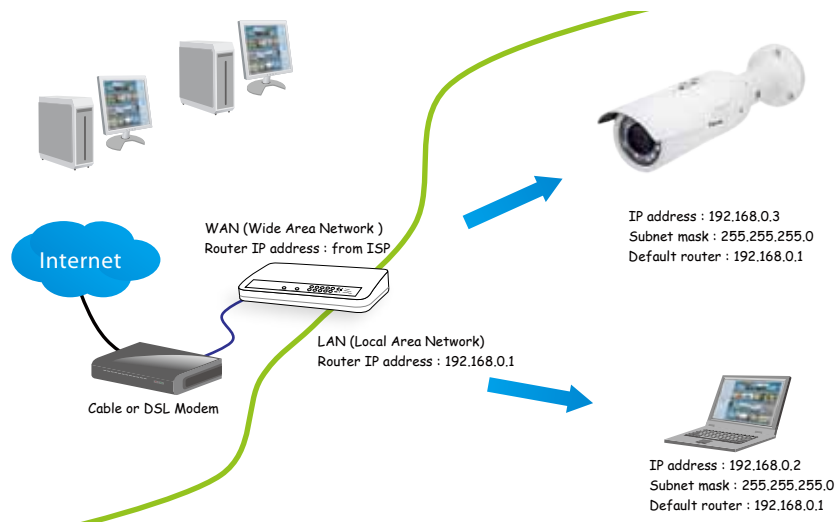 WAN (Wide Area Network )
Router IP address : from ISP
Internet
IP address : 192.168.0.3
Subnet mask : 255.255.255.0
Default router : 192.168.0.1
LAN (Local Area Network)
Router IP address : 192.168.0.1
Cable or DSL Modem
IP address : 192.168.0.2
Subnet mask : 255.255.255.0
Default router : 192.168.0.1